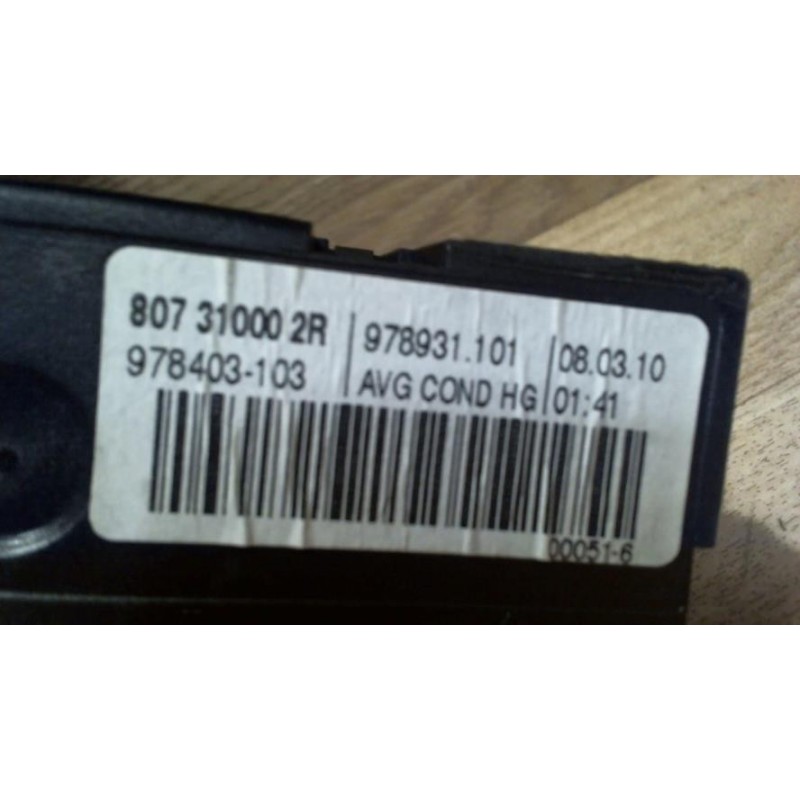 807 31000 2R 978931.101 08.03.10
978403-103 AVG COND HG 01:41
00051-6